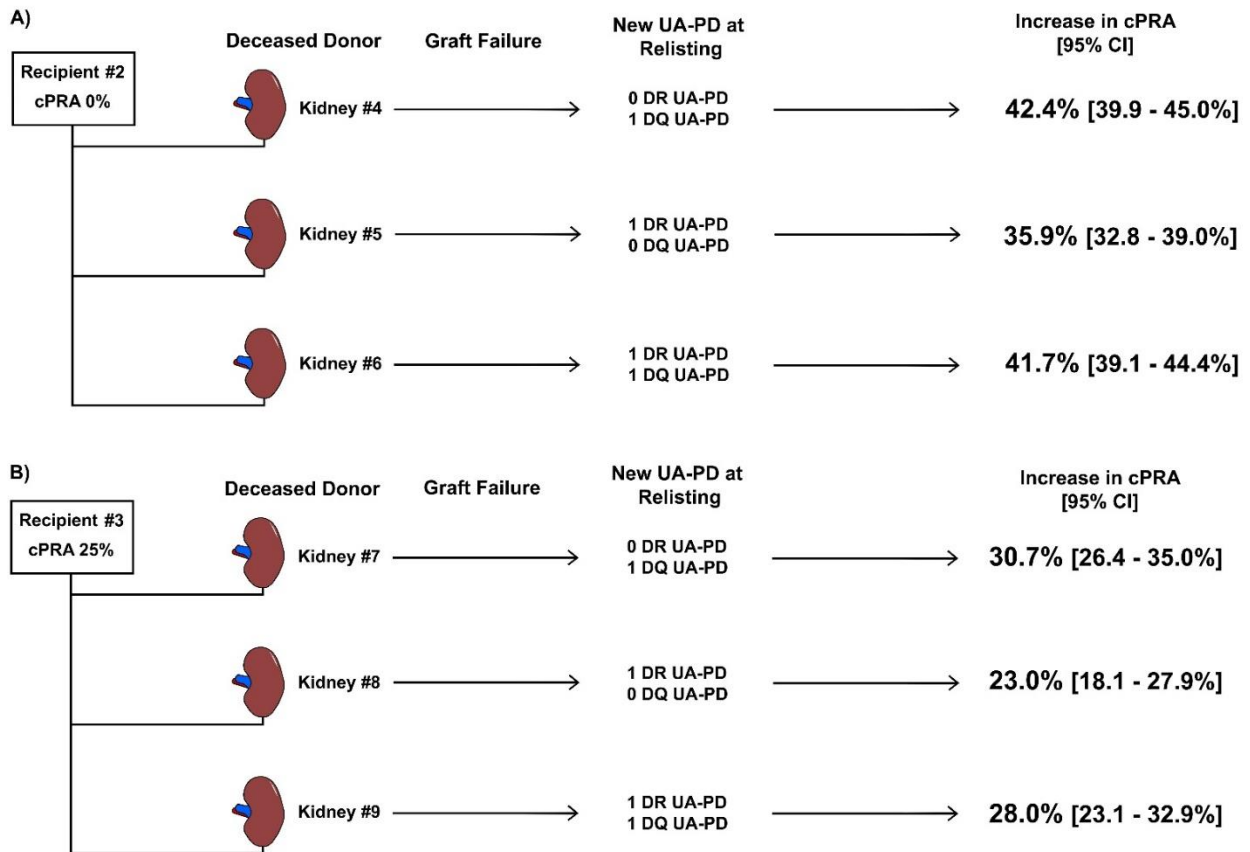 A)
Deceased Donor
Graft Failure
New UA-PD at
Relisting
Increase in cPRA
[95% CI]
Recipient #2
cPRA 0%
Kidney #4
0 DR UA-PD
1 DQ UA-PD
42.4% [39.9 - 45.0%]
Kidney #5
1 DR UA-PD
0 DQ UA-PD
35.9% [32.8 - 39.0%]
Kidney #6
1 DR UA-PD
1 DQ UA-PD
41.7% [39.1 - 44.4%]
B)
Deceased Donor
Graft Failure
New UA-PD at
Relisting
Increase in cPRA
[95% CI]
Recipient #3
cPRA 25%
Kidney #7
0 DR UA-PD
1 DQ UA-PD
30.7% [26.4 - 35.0%]
Kidney #8
1 DR UA-PD
0 DQ UA-PD
23.0% [18.1 - 27.9%]
Kidney #9
1 DR UA-PD
1 DQ UA-PD
28.0% [23.1 - 32.9%]